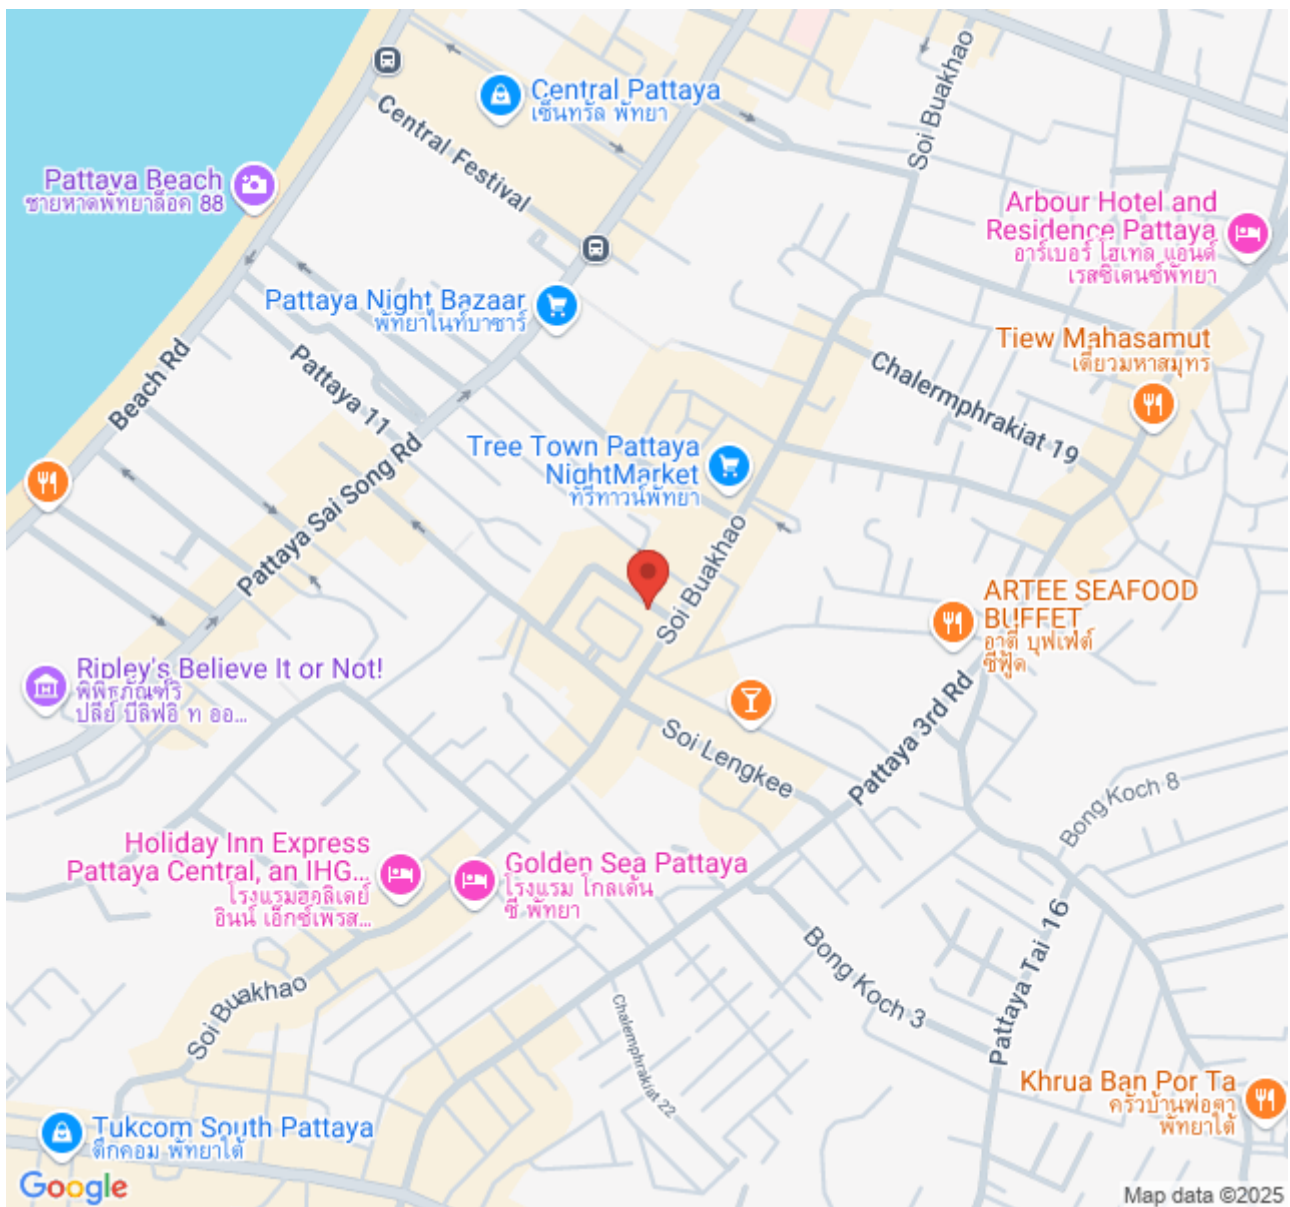 Central Pattaya
เซ็นทรัล พัทยา
Central Festival
Soi Buakhao
Pattaya Beach
ชายหาดพัทยาล็อค 88
Arbour Hotel and
Residence Pattaya
อาร์เบอร์ โฮเทล แอนด์
เรสซิเดนซ์พัทยา
Pattaya Night Bazaar
พัทยาไนท์บาซาร์
Tiew Mahasamut
เตี๋ยวมหาสมุทร
Beach Rd
Pattaya 11
Chalermphrakiat 19
Tree Town Pattaya
NightMarket
ทรีทาวน์พัทยา
Pattaya Sai Song Rd
Soi Buakhao
ARTEE SEAFOOD
BUFFET
อาตี๋ บุฟเฟ่ต์
ซีฟู้ด
Ripley's Believe It or Not!
พิพิธภัณฑ์ริ
ปลีย์ บีลิฟอิ ท ออ...
Soi Lengkee
Pattaya 3rd Rd
Bong Koch 8
Holiday Inn Express
Pattaya Central, an IHG...
โรงแรมฮอลิเดย์
อินน์ เอ็กซ์เพรส...
Golden Sea Pattaya
โรงแรม โกลเด้น
ซี พัทยา
Bong Koch 3
Pattaya Tai 16
Soi Buakhao
Chalemphrakiat 22
Khrua Ban Por Ta
ครัวบ้านพ่อตา
พัทยาใต้
Tukcom South Pattaya
ตึกคอม พัทยาใต้
Google
Map data ©2025